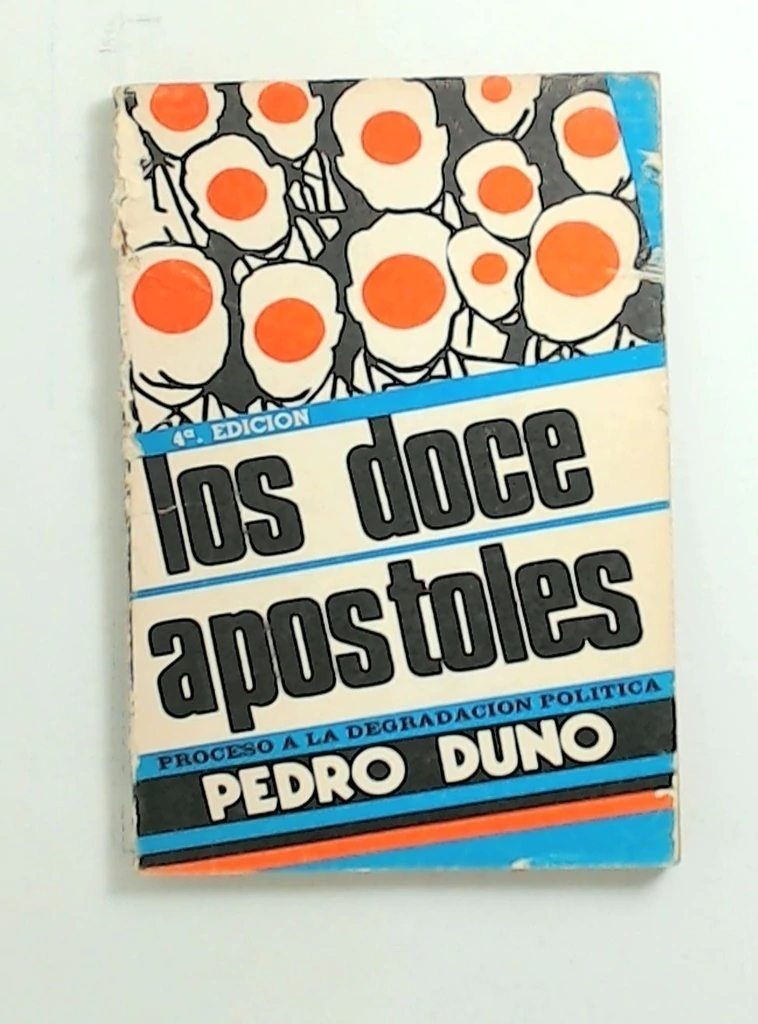 4ª. EDICION
los doce
apostoles
PROCESO A LA DEGRADACION POLITICA
PEDRO DUNO